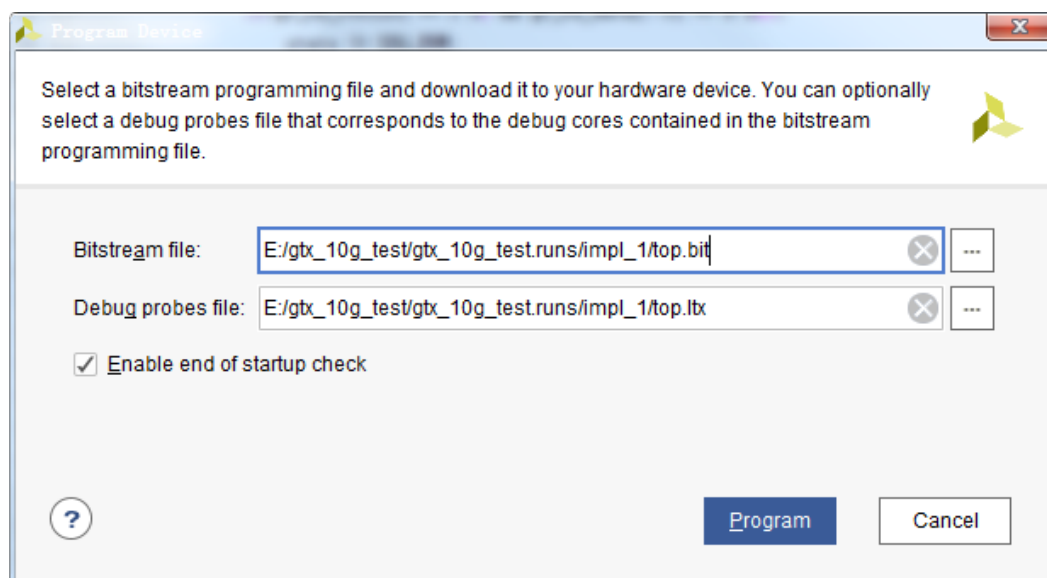 Program Device
Select a bitstream programming file and download it to your hardware device. You can optionally
select a debug probes file that corresponds to the debug cores contained in the bitstream
programming file.
Bitstream file: E:/gtx_10g_test/gtx_10g_test.runs/impl_1/top.bit ...
Debug probes file: E:/gtx_10g_test/gtx_10g_test.runs/impl_1/top.ltx ...
Enable end of startup check
? Program Cancel